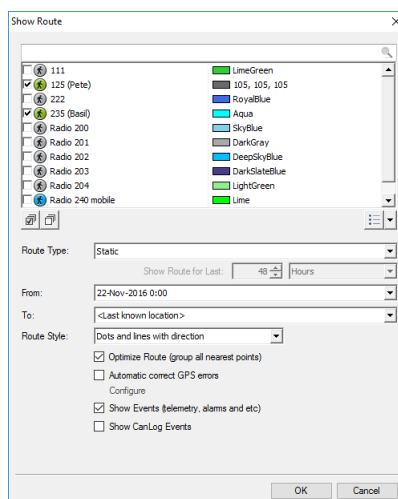 Show Route
111 LimeGreen
125 (Pete) 105, 105, 105
222 RoyalBlue
235 (Basil) Aqua
Radio 200 SkyBlue
Radio 201 DarkGray
Radio 202 DeepSkyBlue
Radio 203 DarkSlateBlue
Radio 204 LightGreen
Radio 240 mobile Lime
Route Type: Static
Show Route for Last: 48 Hours
From: 22-Nov-2016 0:00
To: <Last known location>
Route Style: Dots and lines with direction
Optimize Route (group all nearest points)
Automatic correct GPS errors
Configure
Show Events (telemetry, alarms and etc)
Show CanLog Events
OK Cancel